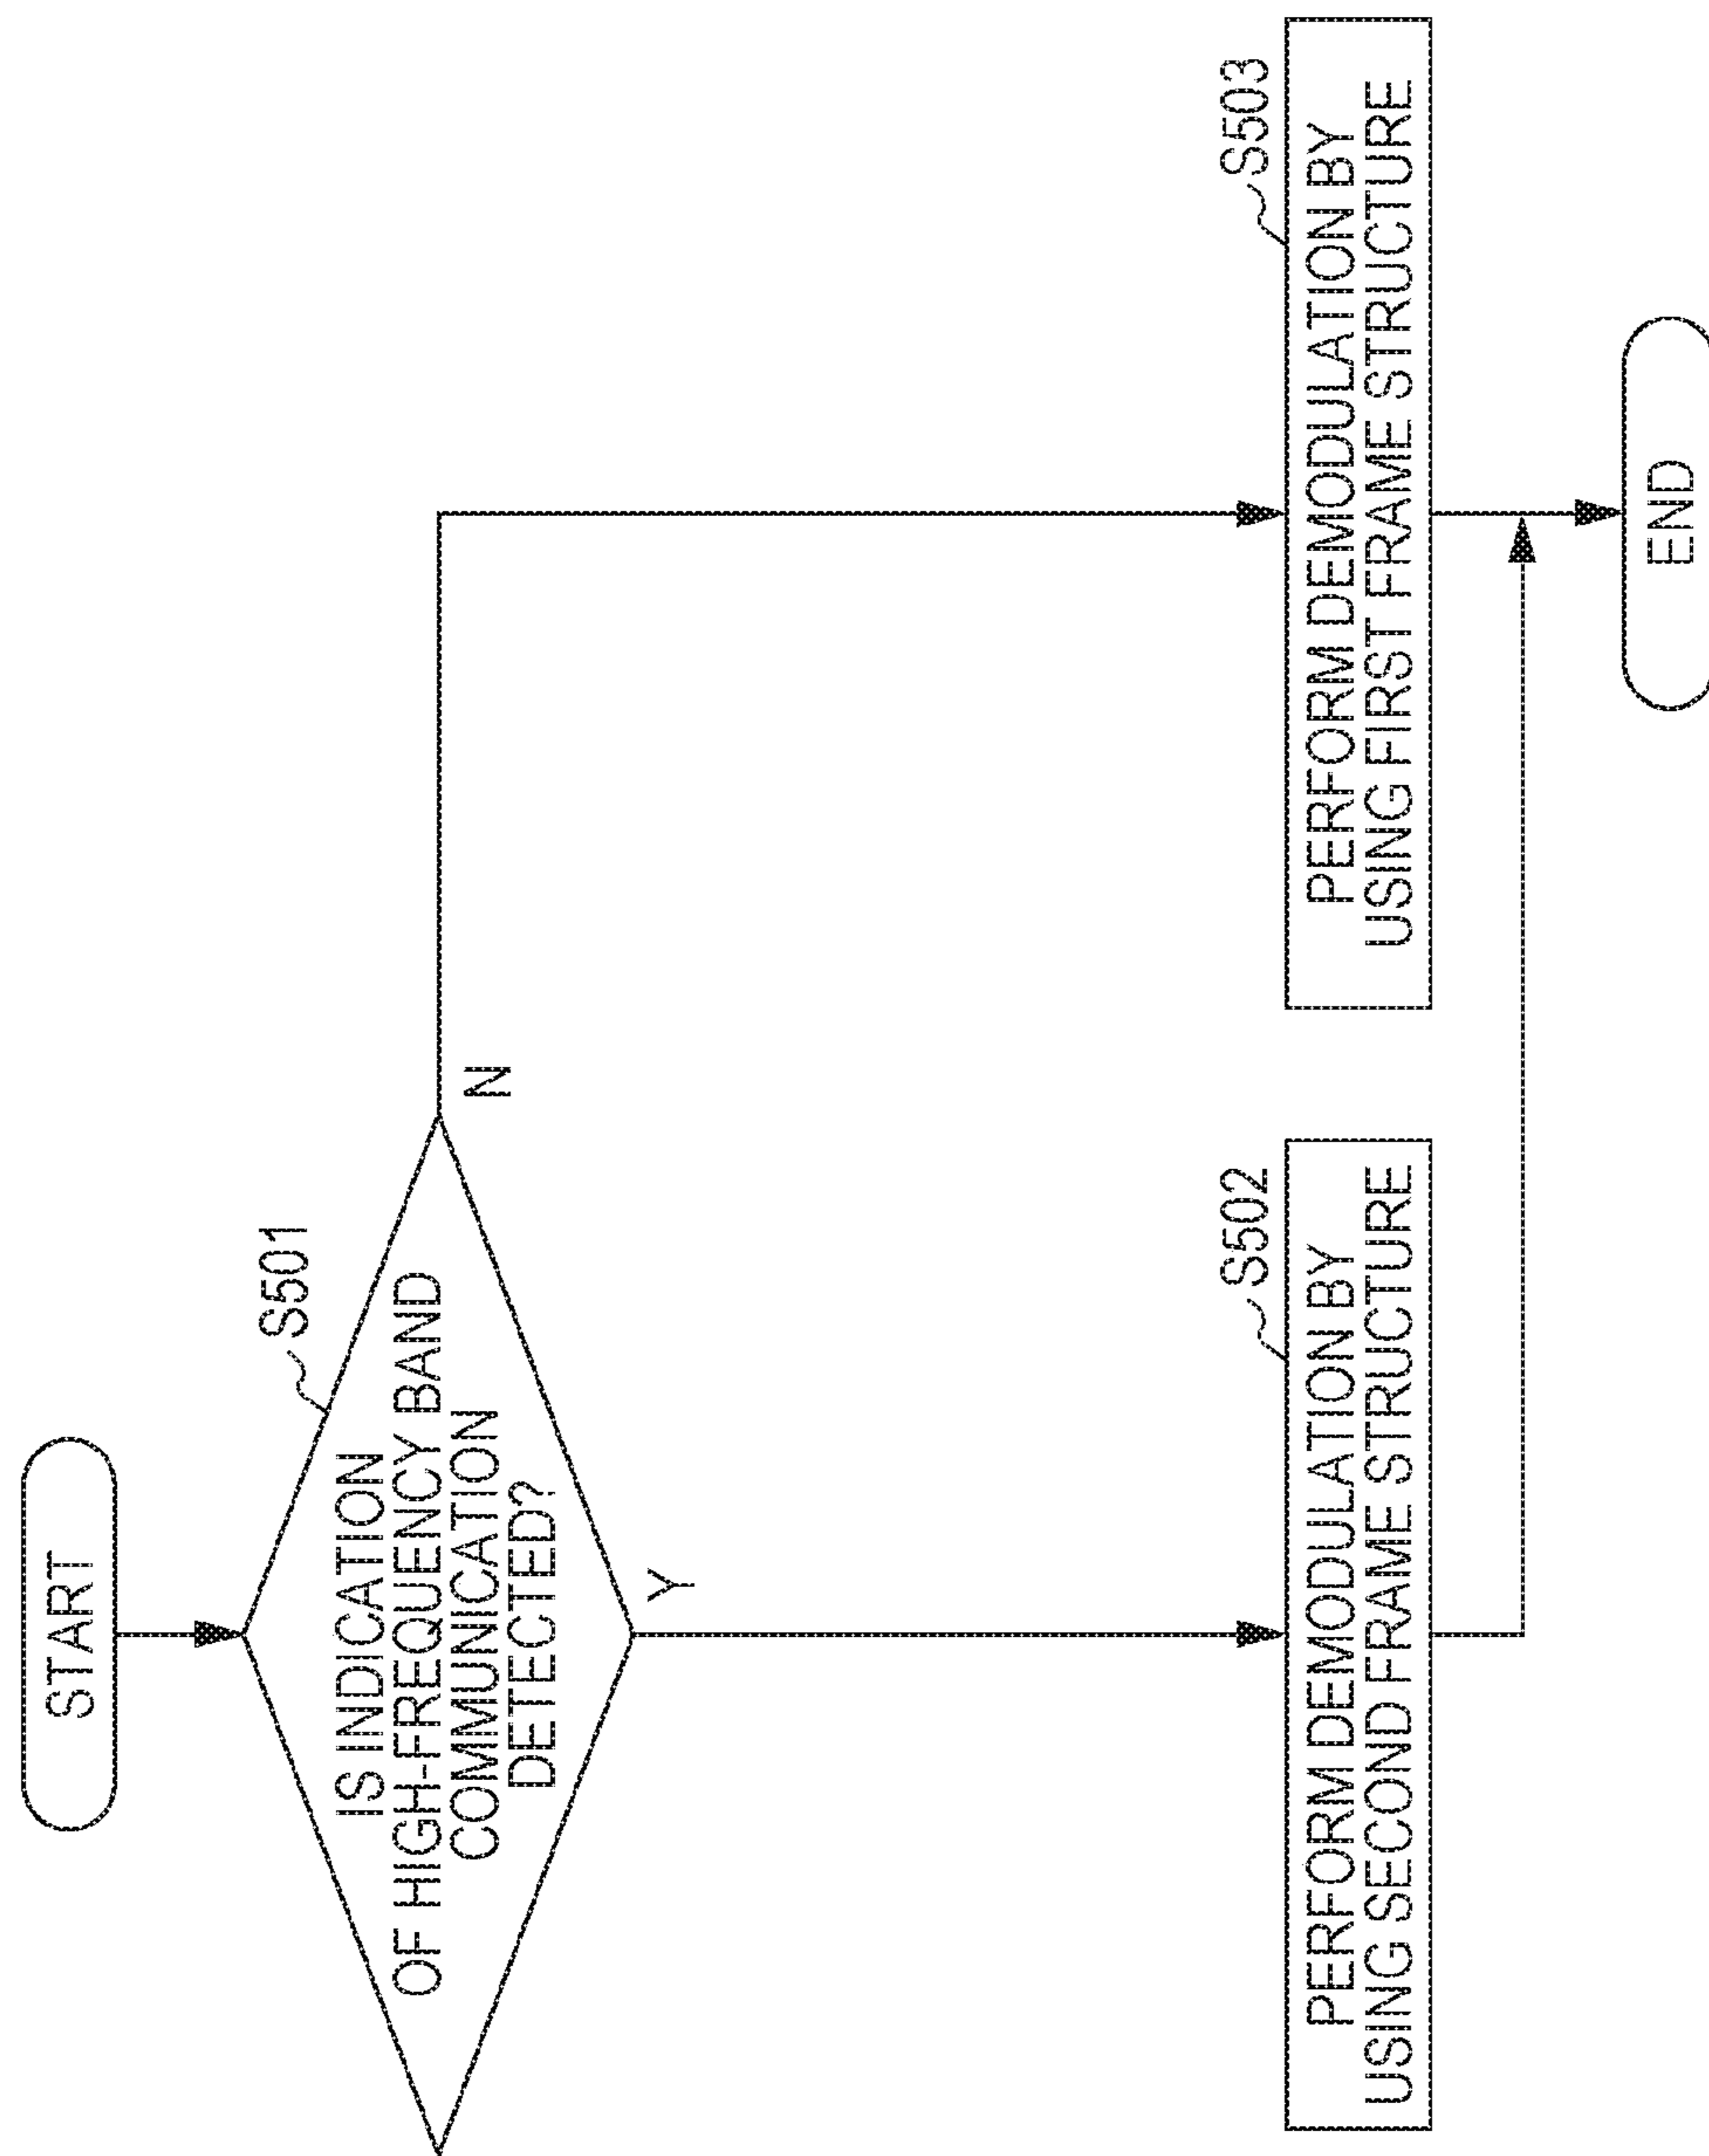 START
S501
IS INDICATION
OF HIGH-FREQUENCY BAND
COMMUNICATION
DETECTED?
N
Y
S502
PERFORM DEMODULATION BY
USING SECOND FRAME STRUCTURE
S503
PERFORM DEMODULATION BY
USING FIRST FRAME STRUCTURE
END